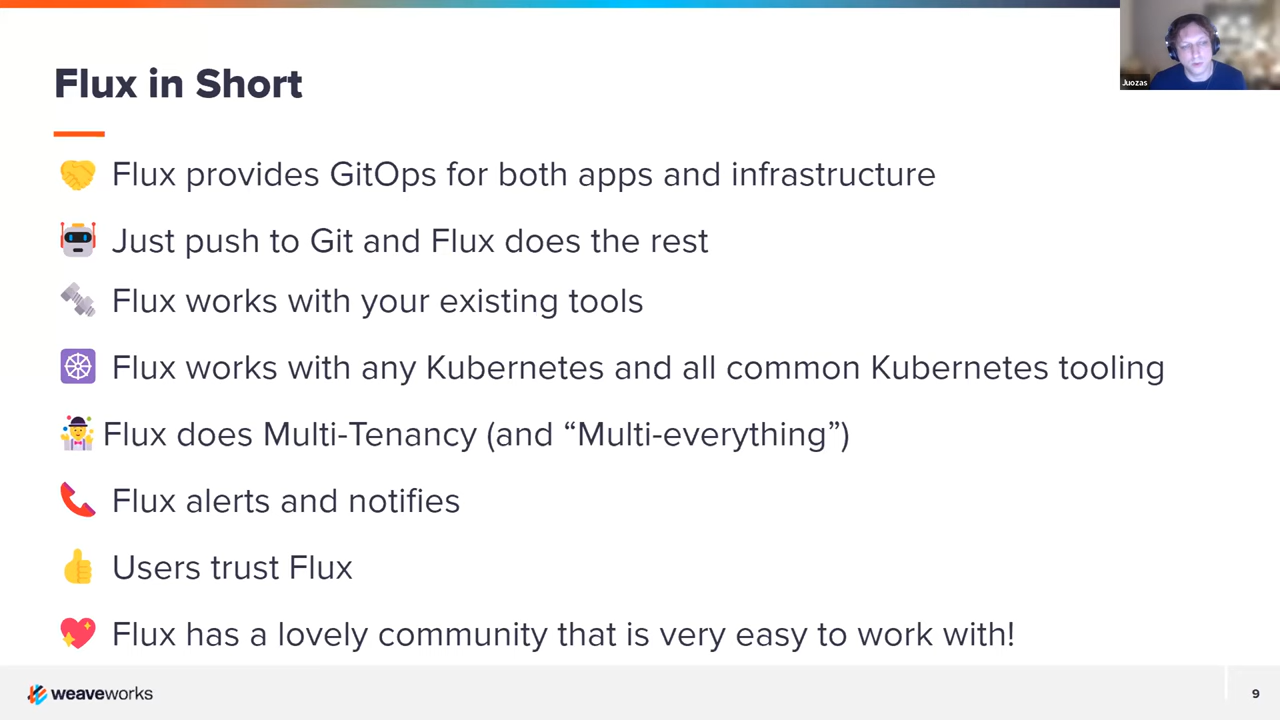 Juozas
Flux in Short
Flux provides GitOps for both apps and infrastructure
Just push to Git and Flux does the rest
Flux works with your existing tools
Flux works with any Kubernetes and all common Kubernetes tooling
Flux does Multi-Tenancy (and “Multi-everything”)
Flux alerts and notifies
Users trust Flux
Flux has a lovely community that is very easy to work with!
weaveworks
9